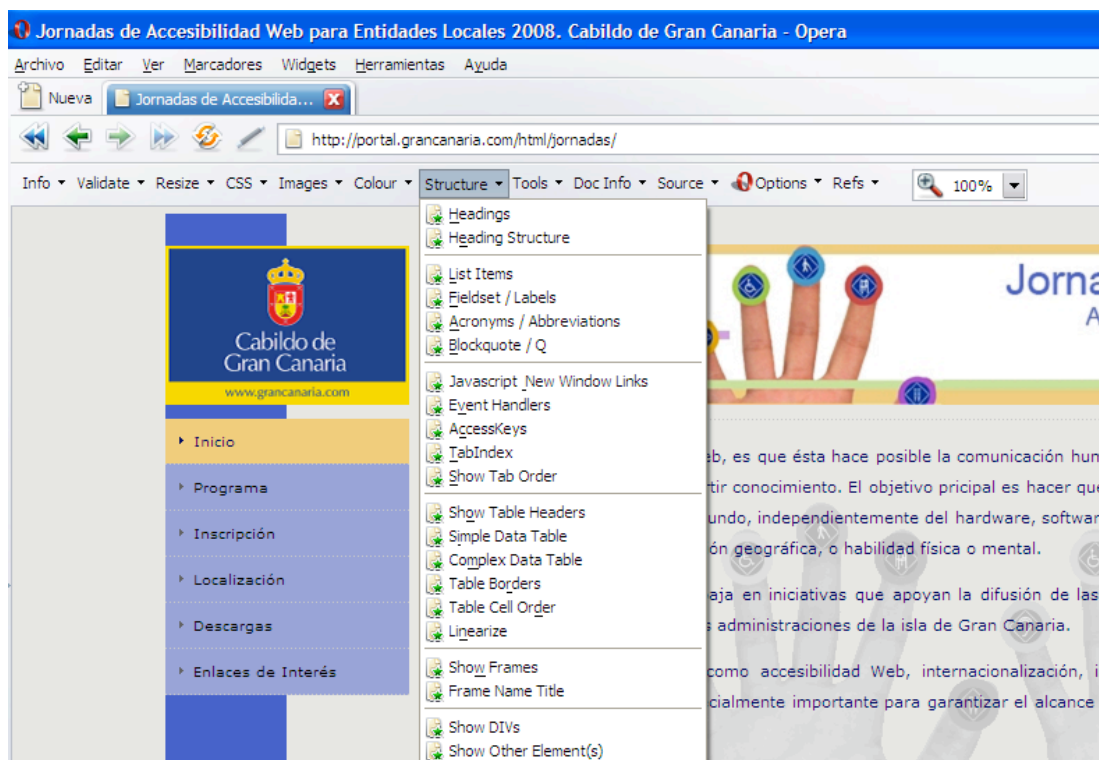 Jornadas de Accesibilidad Web para Entidades Locales 2008. Cabildo de Gran Canaria - Opera
Archivo Editar Ver Marcadores Widgets Herramientas Ayuda
Nueva Jornadas de Accesibilida...
http://portal.grancanaria.com/html/jornadas/
Info Validate Resize CSS Images Colour Structure Tools Doc Info Source Options Refs 100%
Headings
Heading Structure
List Items
Fieldset / Labels
Acronyms / Abbreviations
Blockquote / Q
Javascript New Window Links
Event Handlers
AccessKeys
TabIndex
Show Tab Order
Show Table Headers
Simple Data Table
Complex Data Table
Table Borders
Table Cell Order
Linearize
Show Frames
Frame Name Title
Show DIVs
Show Other Element(s)
Cabildo de
Gran Canaria
www.grancanaria.com
Inicio
Programa
Inscripción
Localización
Descargas
Enlaces de Interés
Jorna
A
eb, es que ésta hace posible la comunicación hum
tir conocimiento. El objetivo pricipal es hacer que
undo, independientemente del hardware, softwar
ón geográfica, o habilidad física o mental.
aja en iniciativas que apoyan la difusión de las
s administraciones de la isla de Gran Canaria.
como accesibilidad Web, internacionalización, i
cialmente importante para garantizar el alcance